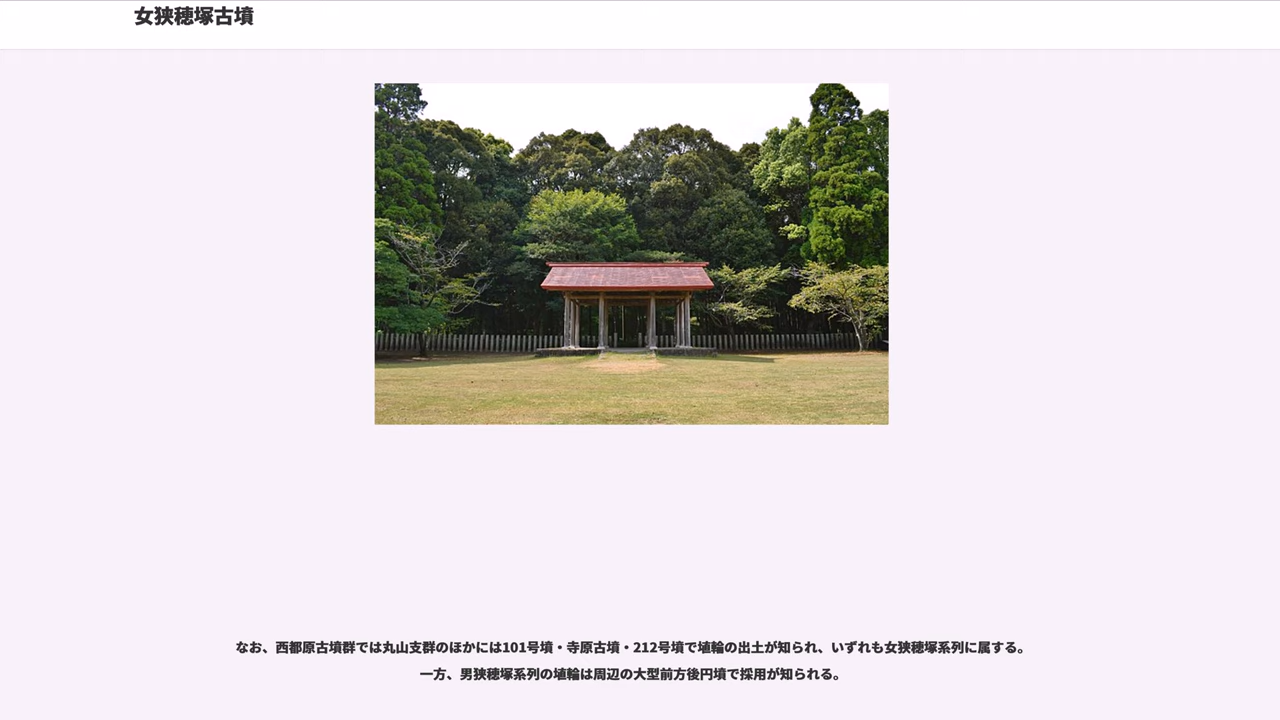 女狭穂塚古墳
なお、西都原古墳群では丸山支群のほかには101号墳・寺原古墳・212号墳で埴輪の出土が知られ、いずれも女狭穂塚系列に属する。
一方、男狭穂塚系列の埴輪は周辺の大型前方後円墳で採用が知られる。